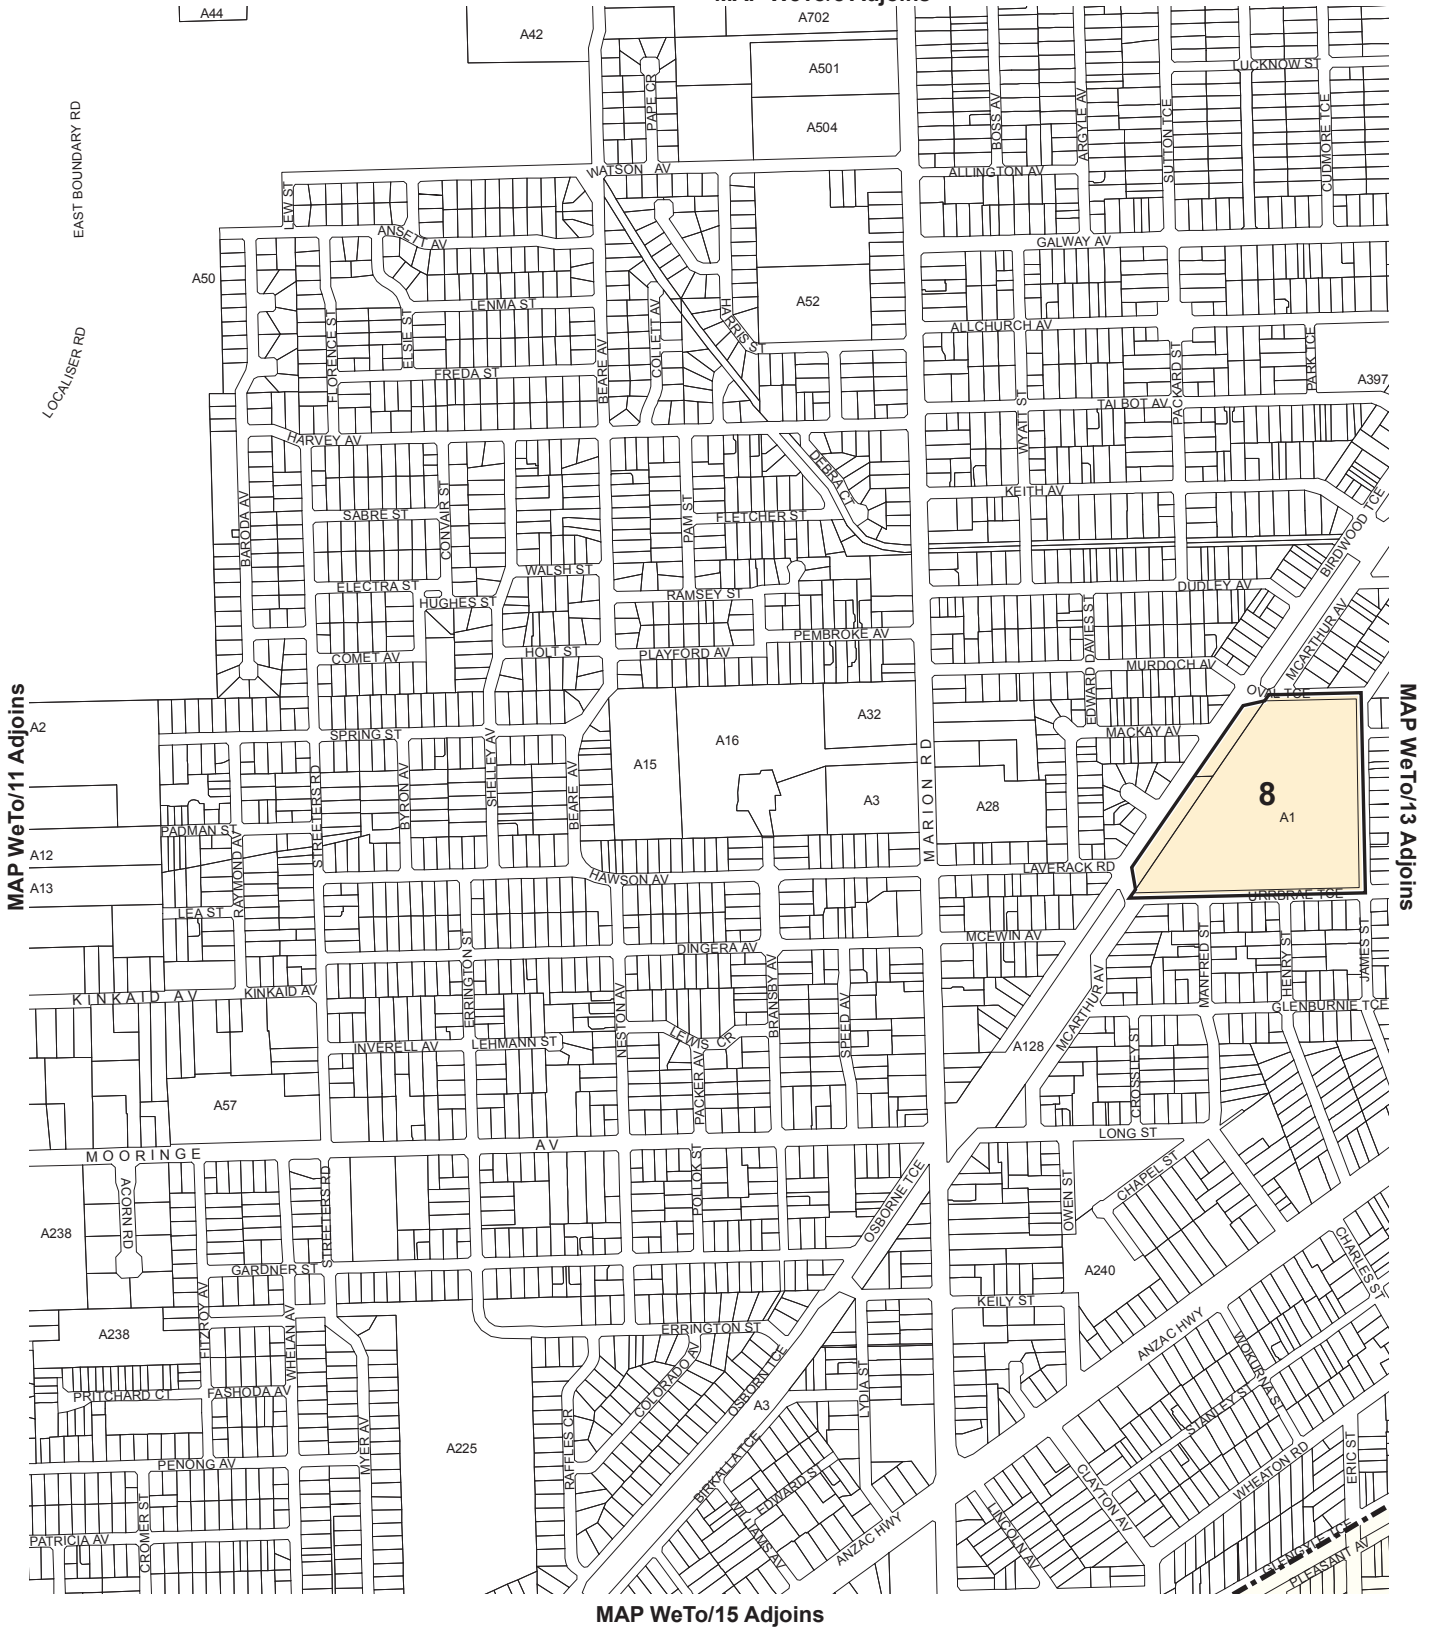 A44
A42
A702
A501
A504
LUCKNOW ST
PAPE CR
BOSS AV
ARGYLE AV
SUTTON TCE
CUDMORE TCE
EAST BOUNDARY RD
WATSON AV
ALLINGTON AV
LEW ST
ANSETT AV
GALWAY AV
A50
LENMA ST
A52
HARRIS ST
COLLETT AV
ALLCHURCH AV
LOCALISER RD
FLORENCE ST
ELSIE ST
BEARE AV
PARK TCE
FREDA ST
A397
PACKARD ST
TALBOT AV
WYATT ST
HARVEY AV
DEBRA CT
KEITH AV
BARODA AV
SABRE ST
CONVAIR ST
PAM ST
FLETCHER ST
BIRDWOOD TCE
WALSH ST
ELECTRA ST
HUGHES ST
RAMSEY ST
DUDLEY AV
EDWARD DAVIES ST
MCARTHUR AV
PEMBROKE AV
COMET AV
HOLT ST
PLAYFORD AV
MURDOCH AV
OVAL TCE
MAP WeTo/11 Adjoins
MAP WeTo/13 Adjoins
A2
SPRING ST
A32
A16
A15
MACKAY AV
SHELLEY AV
BYRON AV
BEARE AV
STREETERS RD
MARION RD
A3
A28
8
A1
PADMAN ST
RAYMOND AV
A12
A13
LAVERACK RD
HAWSON AV
URRBRAE TCE
LEA ST
MCEWIN AV
DINGERA AV
ERRINGTON ST
BRANSBY AV
MANFRED ST
HENRY ST
JAMES ST
KINKAID AV
KINKAID AV
NESTON AV
SPEED AV
MCARTHUR AV
GLENBURNIE TCE
INVERELL AV
LEHMANN ST
LEWIS CR
A128
CROSSLEY ST
PACKER AV
A57
MOORINGE AV
LONG ST
ACORN RD
STREETERS RD
POLLOK ST
OSBORNE TCE
OWEN ST
CHAPEL ST
A238
GARDNER ST
A240
CHARLES ST
FITZROY AV
WHELAN AV
KEILY ST
A238
ERRINGTON ST
ANZAC HWY
WOKURNA ST
COLORADO AV
OSBORN TCE
LYDIA ST
PRITCHARD CT
FASHODA AV
A3
STANLEY ST
MYER AV
A225
RAFFLES CR
PENONG AV
BIRKALLA TCE
EDWARD ST
WHEATON RD
ERIC ST
CLAYTON AV
CROMER ST
PATRICIA AV
WILLIAMS AV
ANZAC HWY
LINCOLN AV
GLENGYLE TCE
PLEASANT AV
MAP WeTo/15 Adjoins